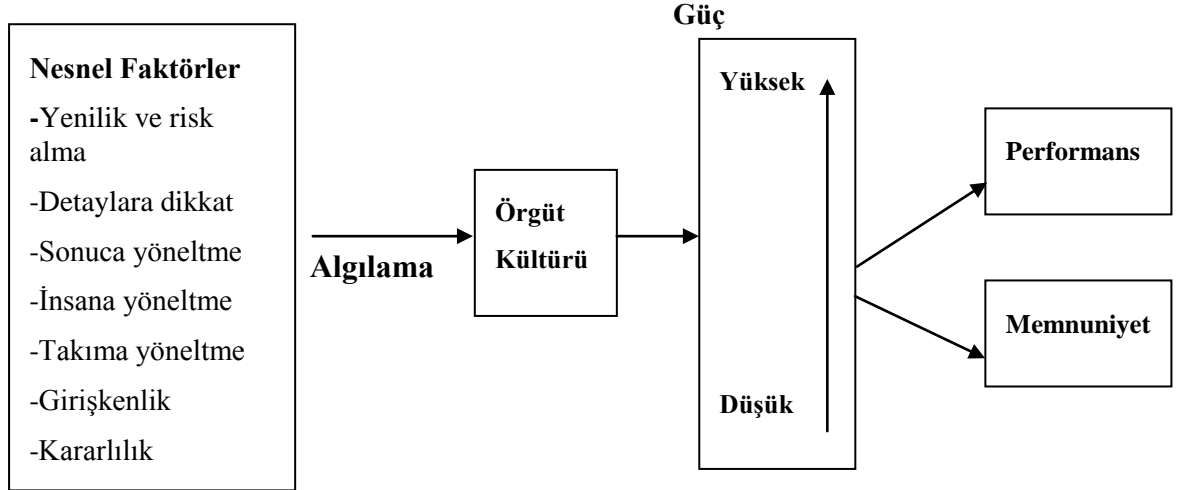 Nesnel Faktörler
-Yenilik ve risk
alma
-Detaylara dikkat
-Sonuca yöneltme
-İnsana yöneltme
-Takıma yöneltme
-Girişkenlik
-Kararlılık
Algılama
Örgüt
Kültürü
Güç
Yüksek
Düşük
Performans
Memnuniyet